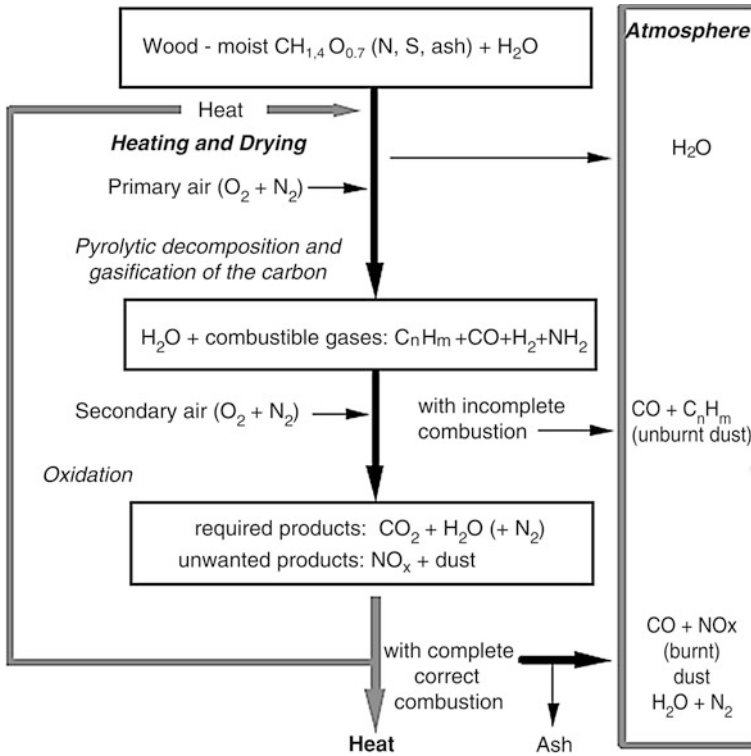 Wood - moist CH₁,₄ O₀.₇ (N, S, ash) + H₂O
Heat
Heating and Drying
Primary air (O₂ + N₂)
Pyrolytic decomposition and
gasification of the carbon
H₂O + combustible gases: CnHm +CO+H₂+NH₂
Secondary air (O₂ + N₂)
with incomplete
combustion
Oxidation
required products: CO₂ + H₂O (+ N₂)
unwanted products: NOₓ + dust
with complete
correct
combustion
Heat
Ash
Atmosphere
H₂O
CO + CₙHₘ
(unburnt dust)
CO + NOx
(burnt)
dust
H₂O + N₂